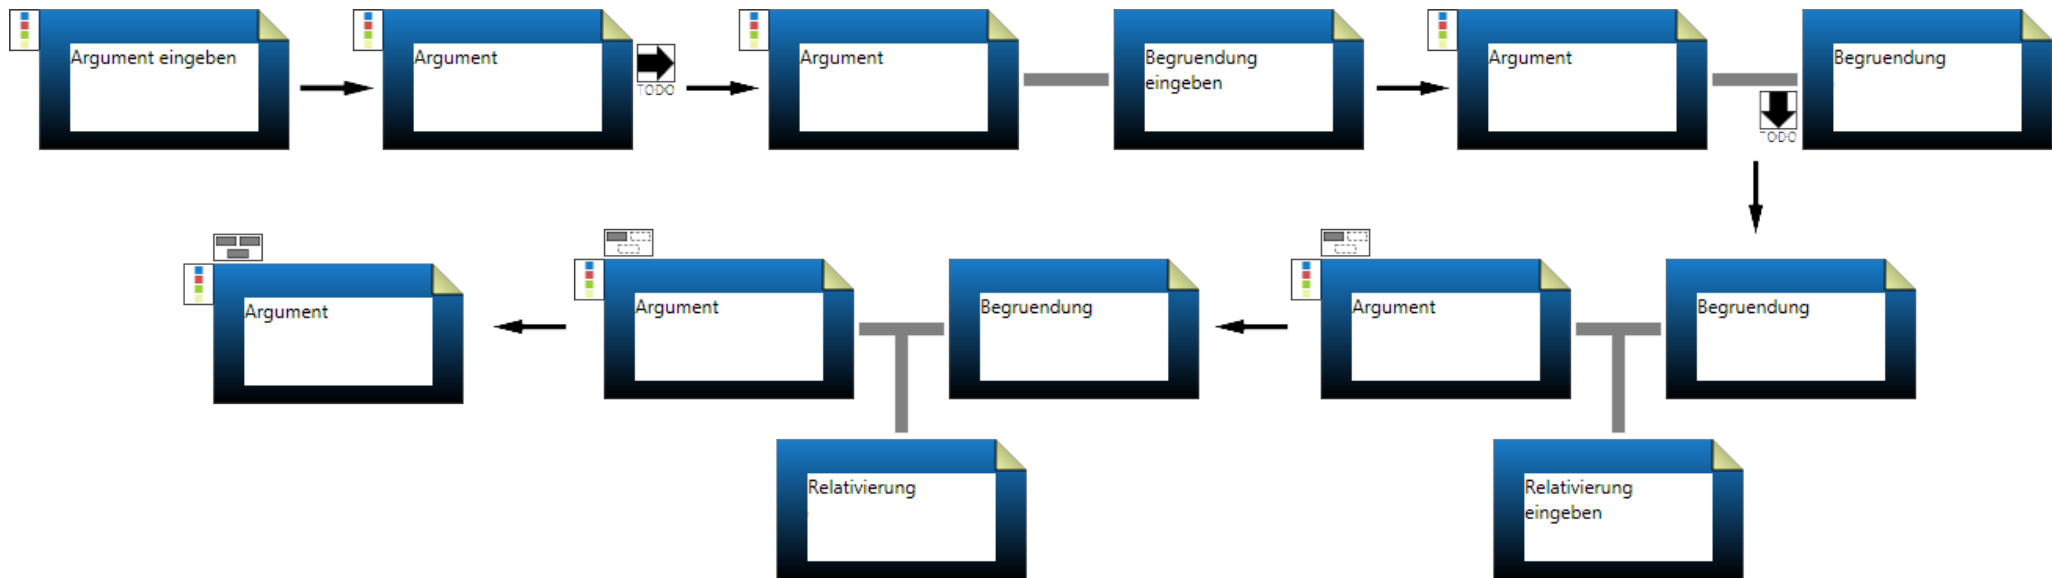 Argument eingeben
Argument
TODO
Argument
Begruendung
eingeben
Argument
TODO
Begruendung
Argument
Argument
Begruendung
Relativierung
Argument
Begruendung
Relativierung
eingeben